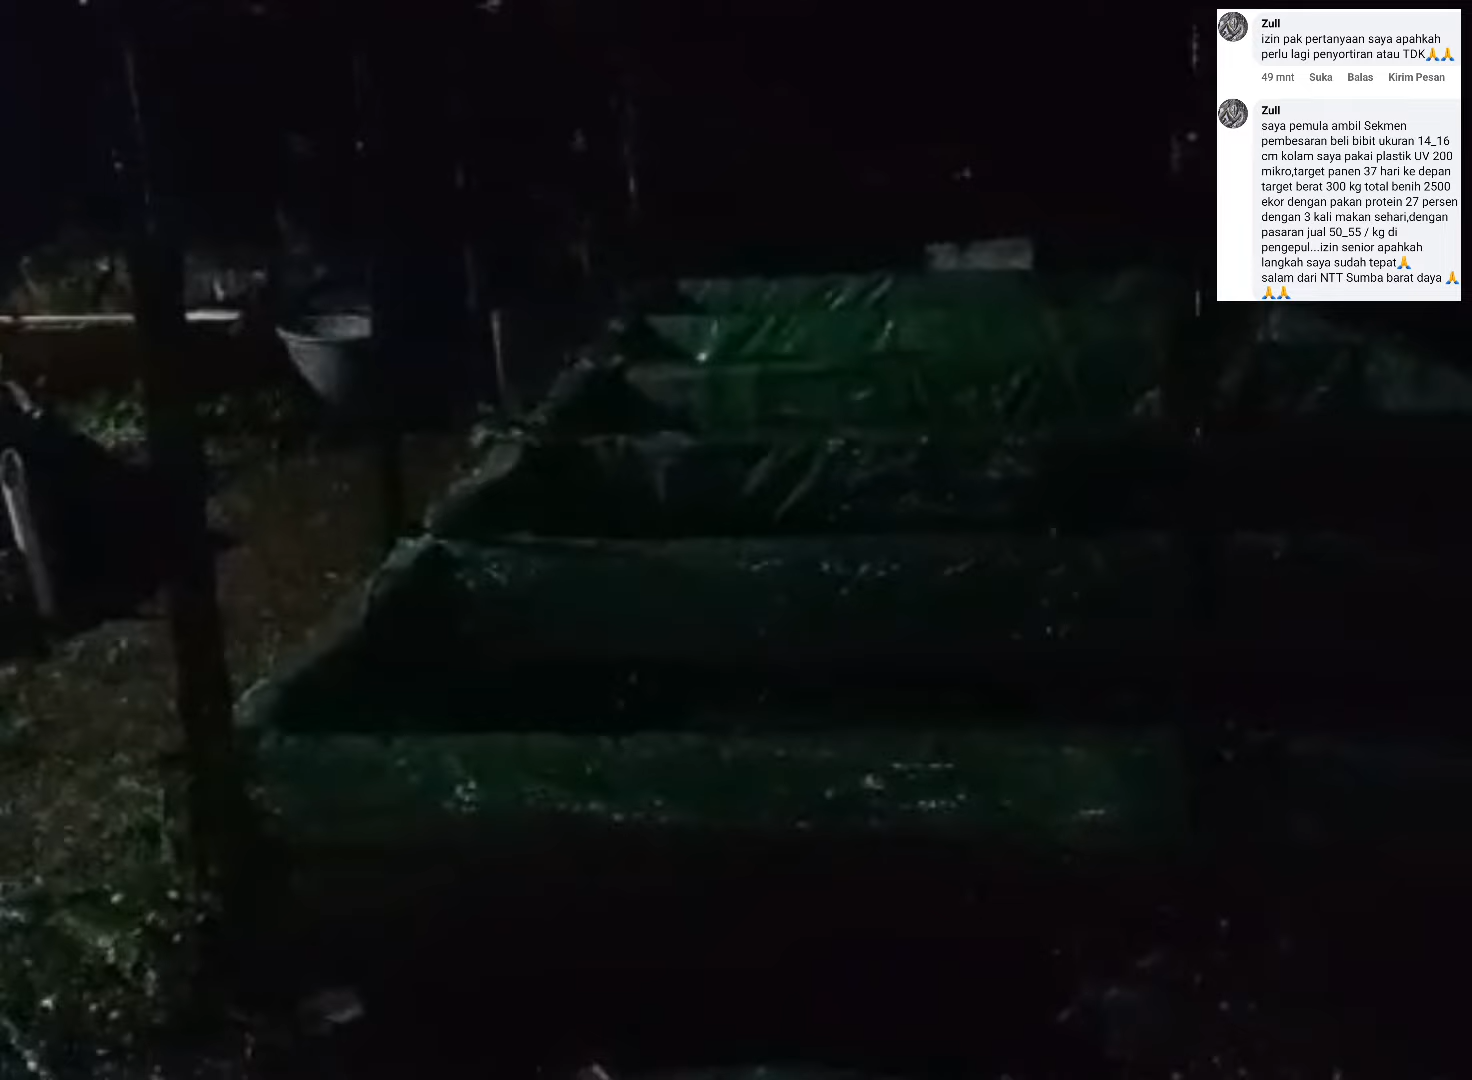 Zull
izin pak pertanyaan saya apahkah
perlu lagi penyortiran atau TDK🙏🙏
49 mnt Suka Balas Kirim Pesan
Zull
saya pemula ambil Sekmen
pembesaran beli bibit ukuran 14_16
cm kolam saya pakai plastik UV 200
mikro,target panen 37 hari ke depan
target berat 300 kg total benih 2500
ekor dengan pakan protein 27 persen
dengan 3 kali makan sehari,dengan
pasaran jual 50_55 / kg di
pengepul...izin senior apahkah
langkah saya sudah tepat🙏
salam dari NTT Sumba barat daya 🙏
🙏🙏